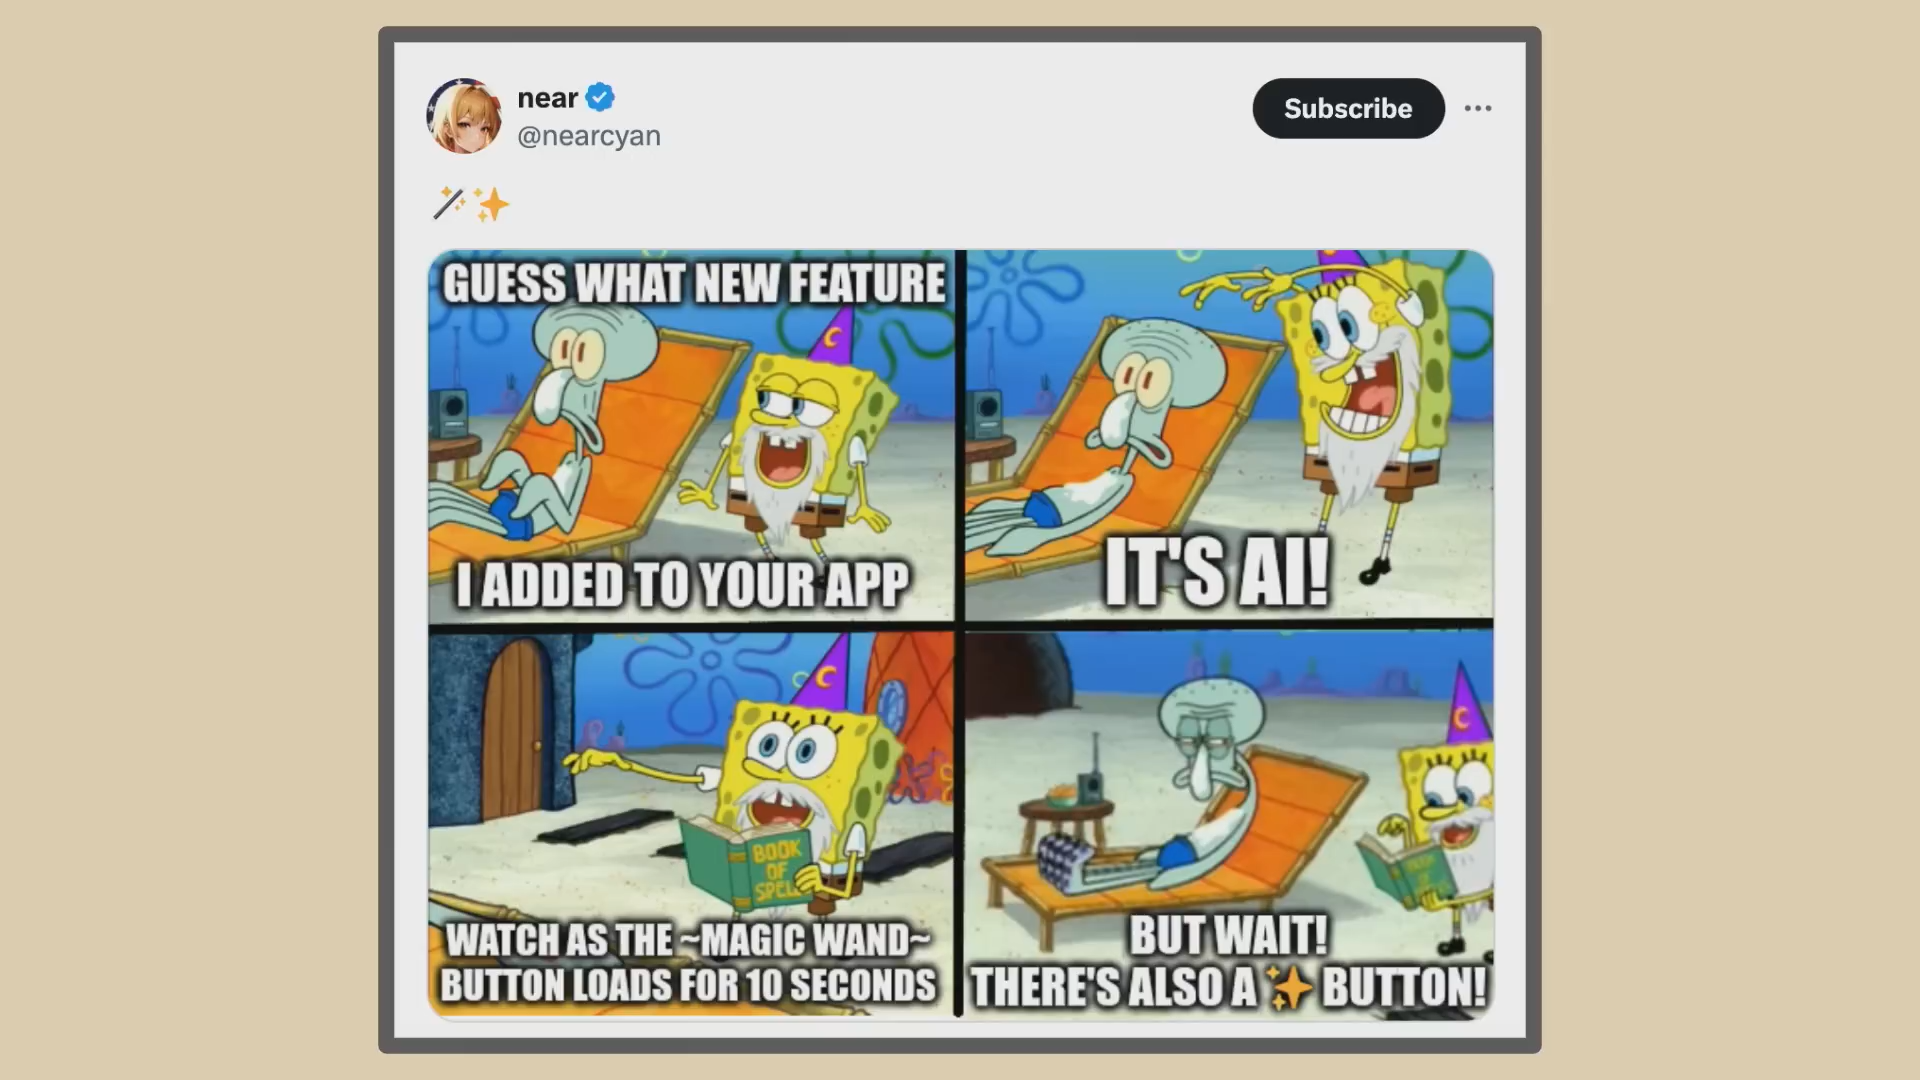 near
@nearcyan
Subscribe
🪄✨
GUESS WHAT NEW FEATURE
I ADDED TO YOUR APP
IT'S AI!
BOOK
OF
SPELLS
WATCH AS THE ~MAGIC WAND~
BUTTON LOADS FOR 10 SECONDS
BUT WAIT!
THERE'S ALSO A ✨ BUTTON!